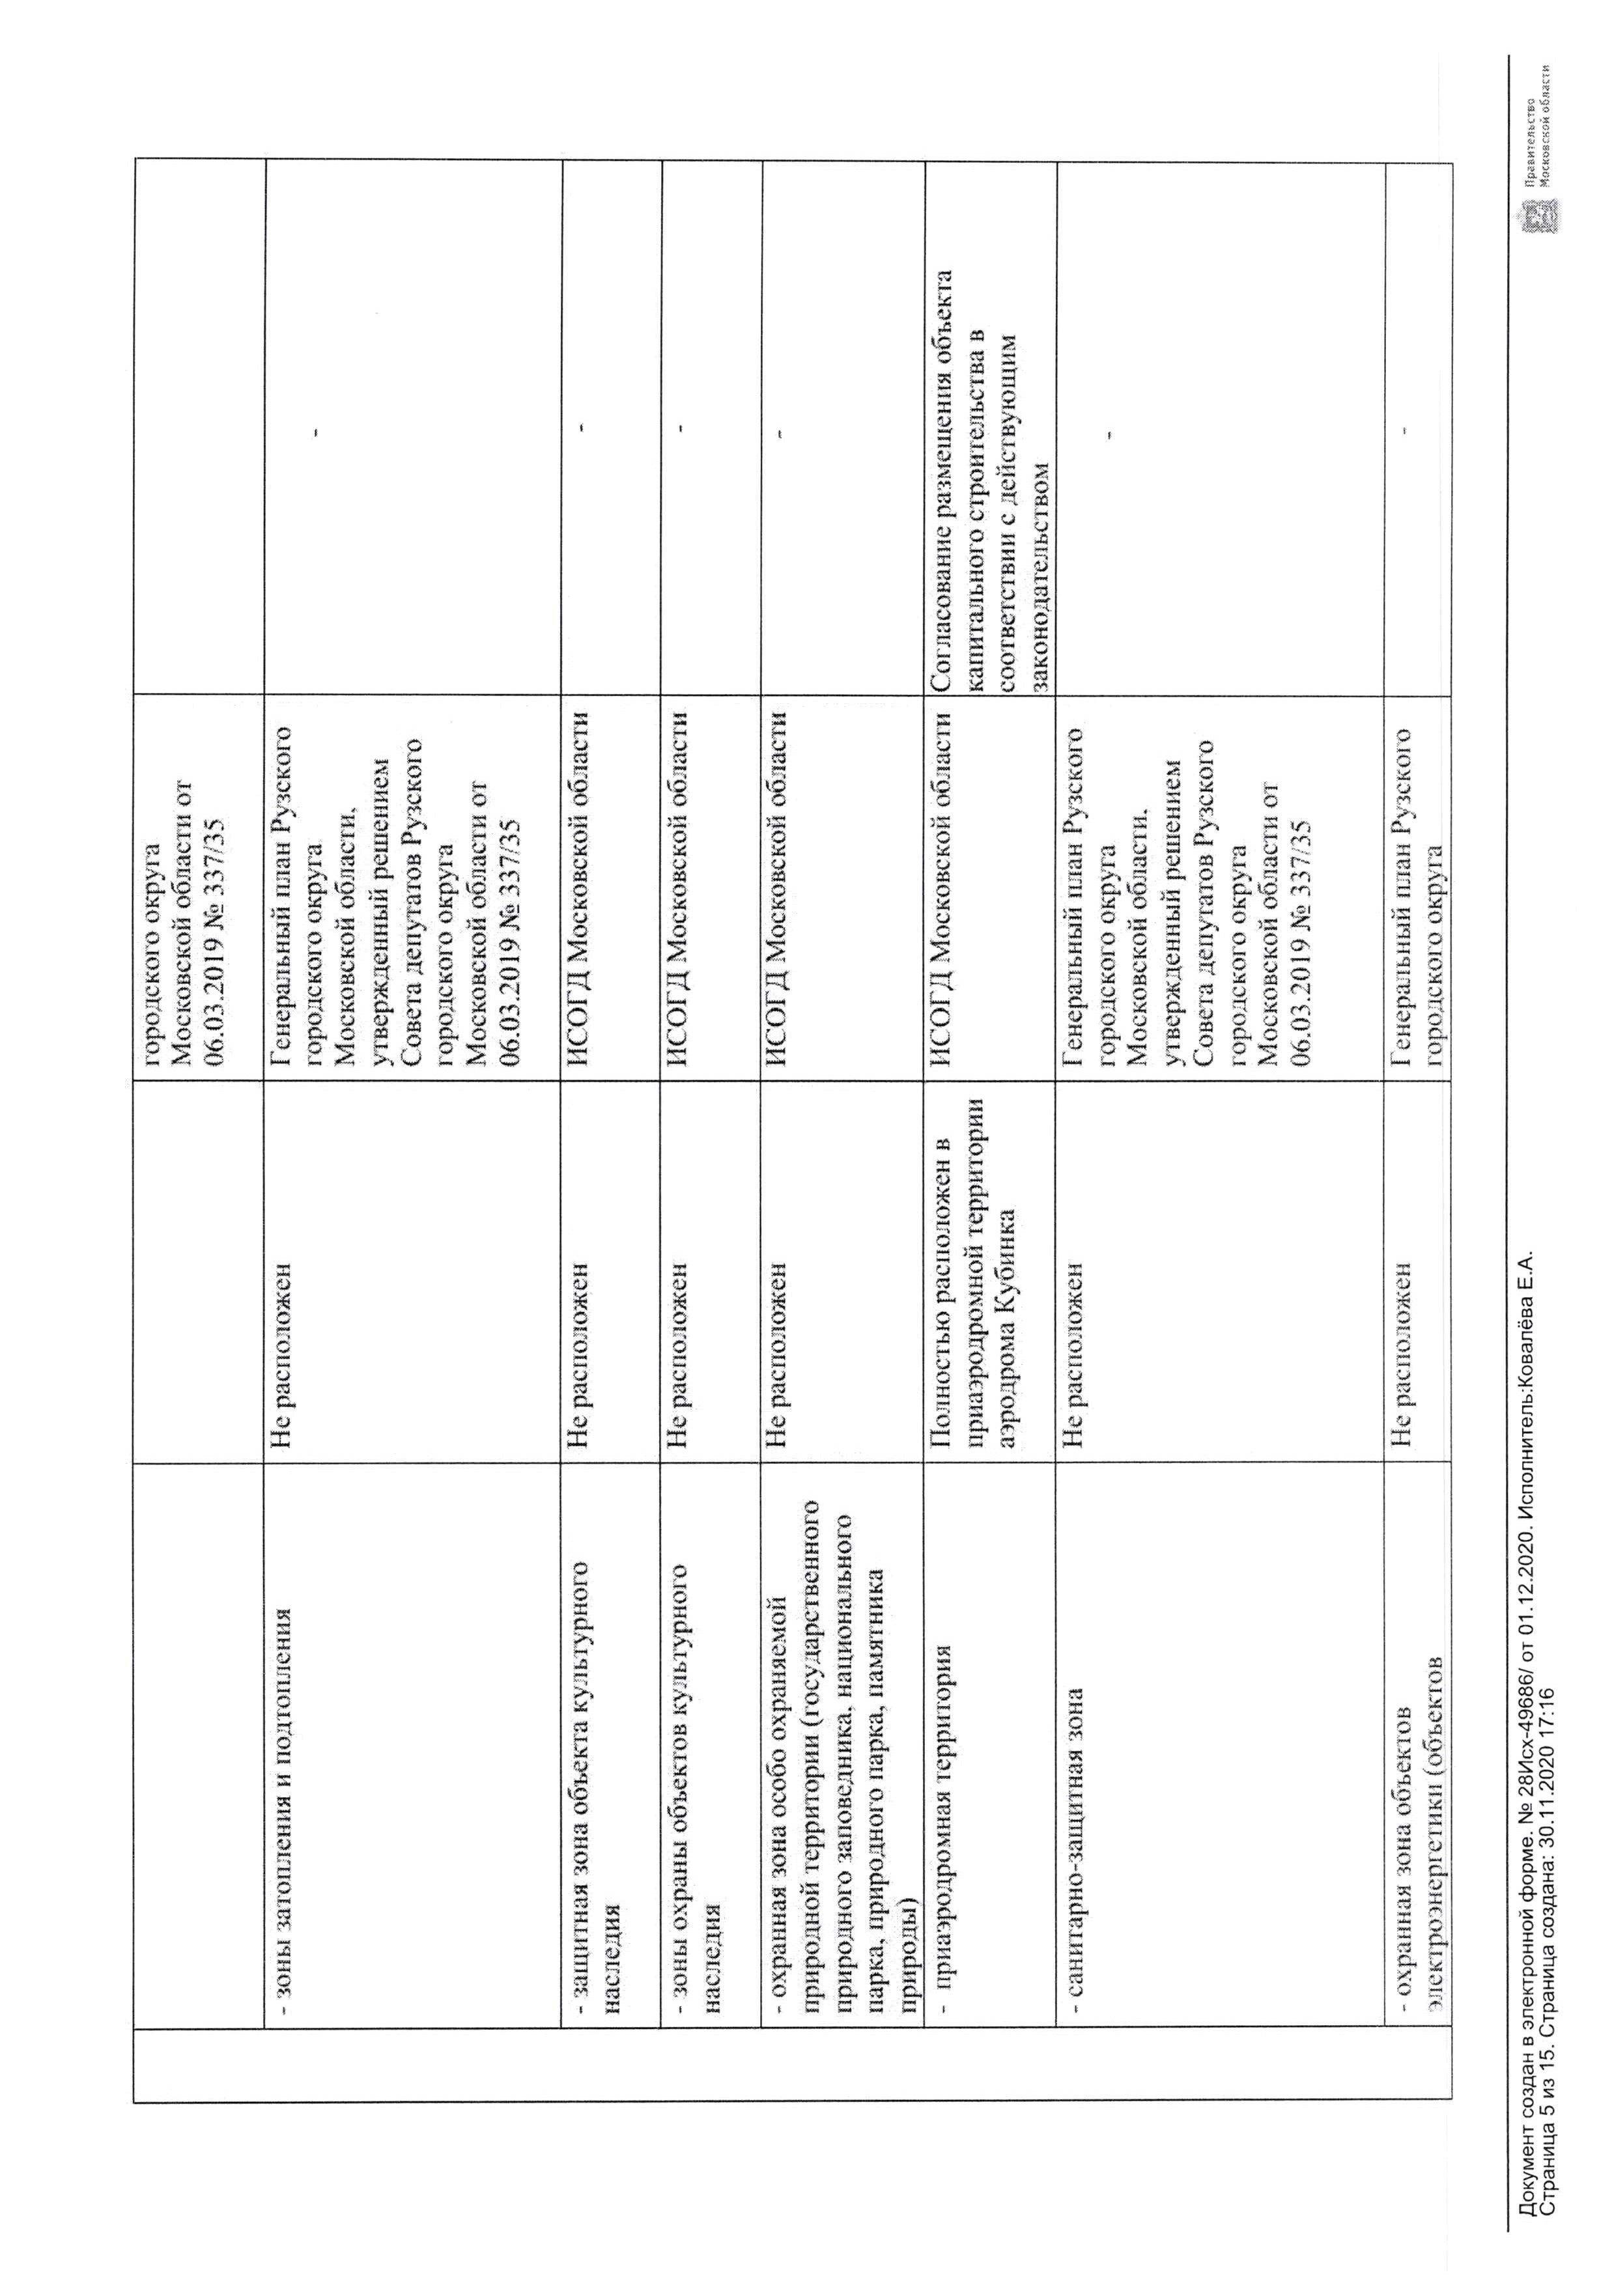 городского округа
Московской области от
06.03.2019 № 337/35
- зоны затопления и подтопления
Не расположен
Генеральный план Рузского
городского округа
Московской области,
утвержденный решением
Совета депутатов Рузского
городского округа
Московской области от
06.03.2019 № 337/35
-
- защитная зона объекта культурного
наследия
Не расположен
ИСОГД Московской области
-
- зоны охраны объектов культурного
наследия
Не расположен
ИСОГД Московской области
-
- охранная зона особо охраняемой
природной территории (государственного
природного заповедника, национального
парка, природного парка, памятника
природы)
Не расположен
ИСОГД Московской области
-
- приаэродромная территория
Полностью расположен в
приаэродромной территории
аэродрома Кубинка
ИСОГД Московской области
Согласование размещения объекта
капитального строительства в
соответствии с действующим
законодательством
- санитарно-защитная зона
Не расположен
Генеральный план Рузского
городского округа
Московской области,
утвержденный решением
Совета депутатов Рузского
городского округа
Московской области от
06.03.2019 № 337/35
-
- охранная зона объектов
электроэнергетики (объектов
Не расположен
Генеральный план Рузского
городского округа
-
Документ создан в электронной форме. № 28Исх-49686/ от 01.12.2020. Исполнитель:Ковалёва Е.А.
Страница 5 из 15. Страница создана: 30.11.2020 17:16
Правительство
Московской области